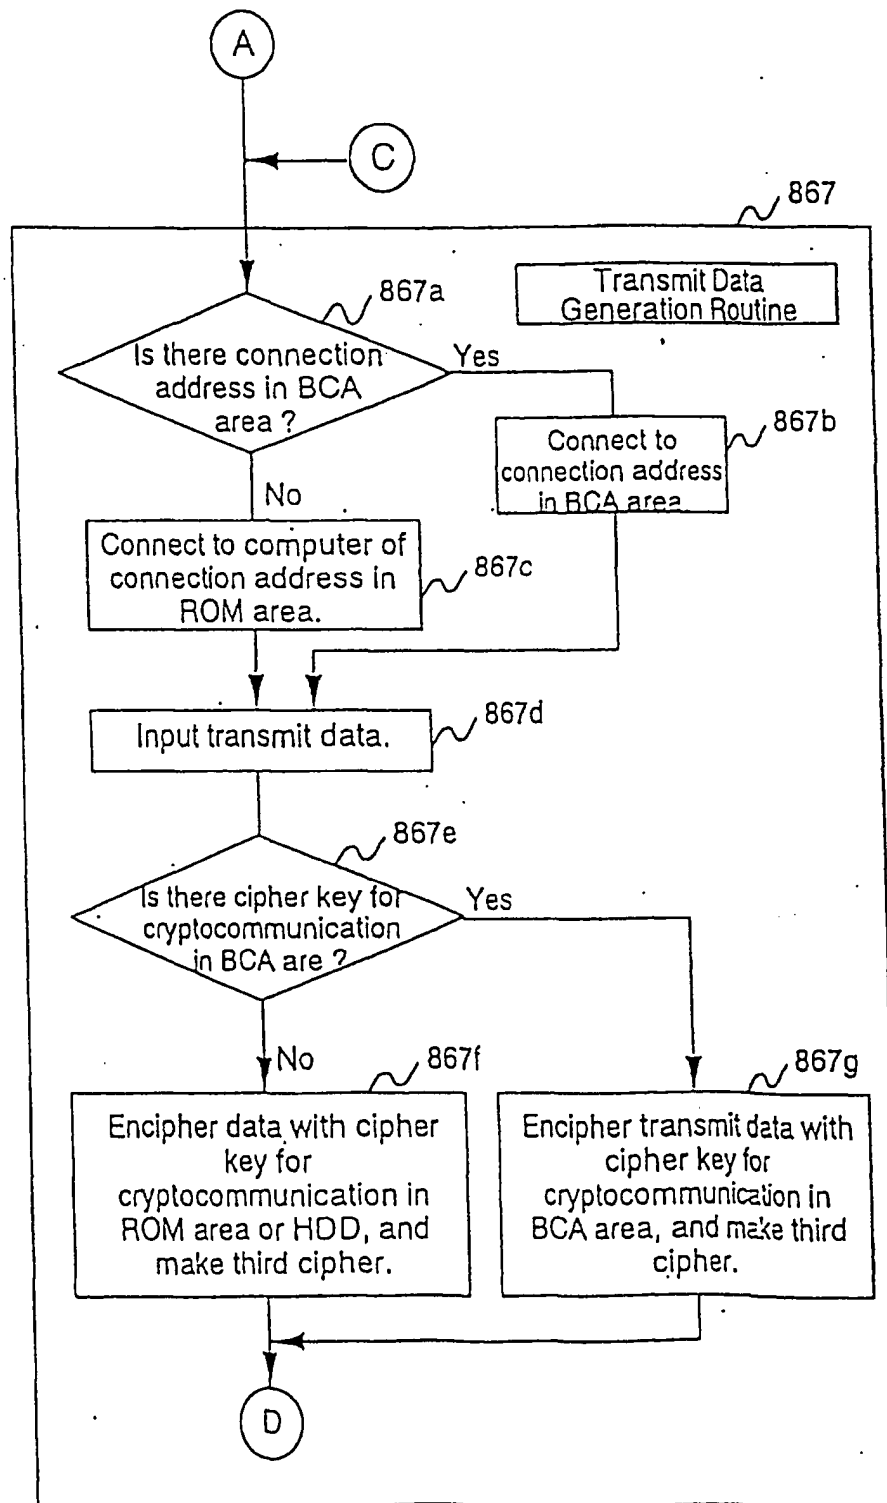 A
C
867
Transmit Data
Generation Routine
867a
Is there connection
address in BCA
area ?
Yes
867b
Connect to
connection address
in BCA area
No
Connect to computer of
connection address in
ROM area.
867c
Input transmit data.
867d
867e
Is there cipher key for
cryptocommunication
in BCA are ?
Yes
No
867f
867g
Encipher data with cipher
key for
cryptocommunication in
ROM area or HDD, and
make third cipher.
Encipher transmit data with
cipher key for
cryptocommunication in
BCA area, and make third
cipher.
D